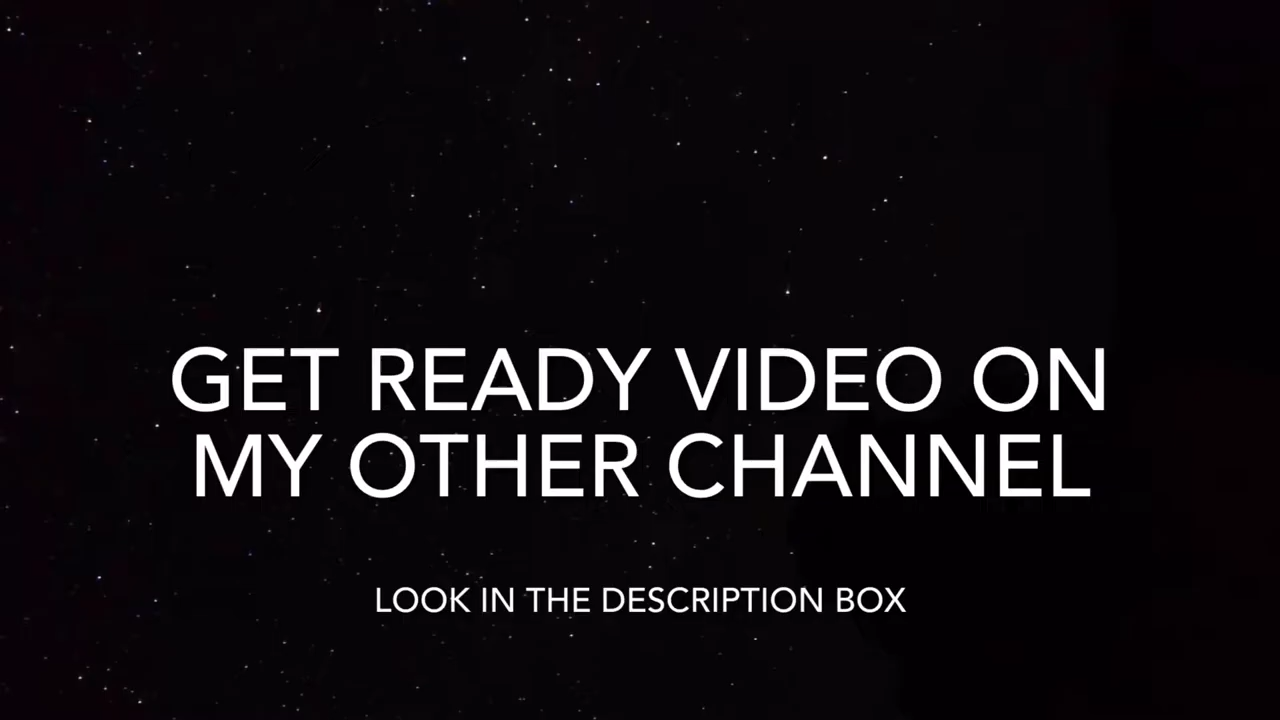 GET READY VIDEO ON
MY OTHER CHANNEL
LOOK IN THE DESCRIPTION BOX